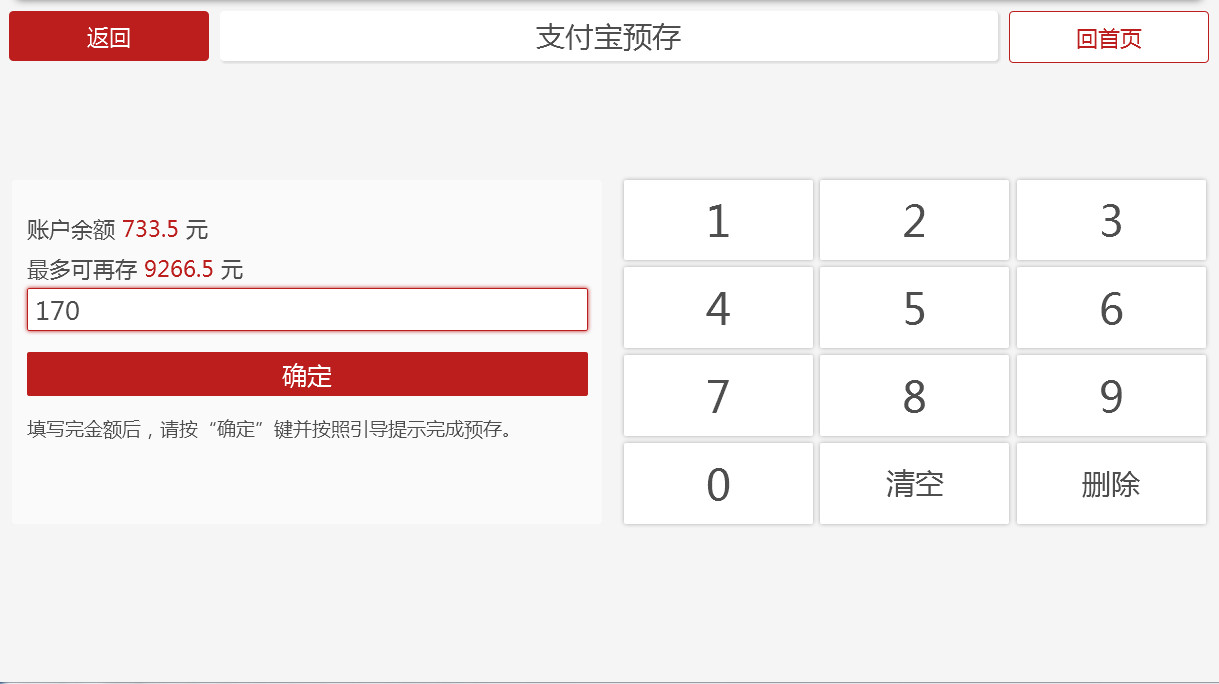 返回
支付宝预存
回首页
账户余额 733.5 元
最多可再存 9266.5 元
170
确定
填写完金额后，请按“确定”键并按照引导提示完成预存。
1
2
3
4
5
6
7
8
9
0
清空
删除